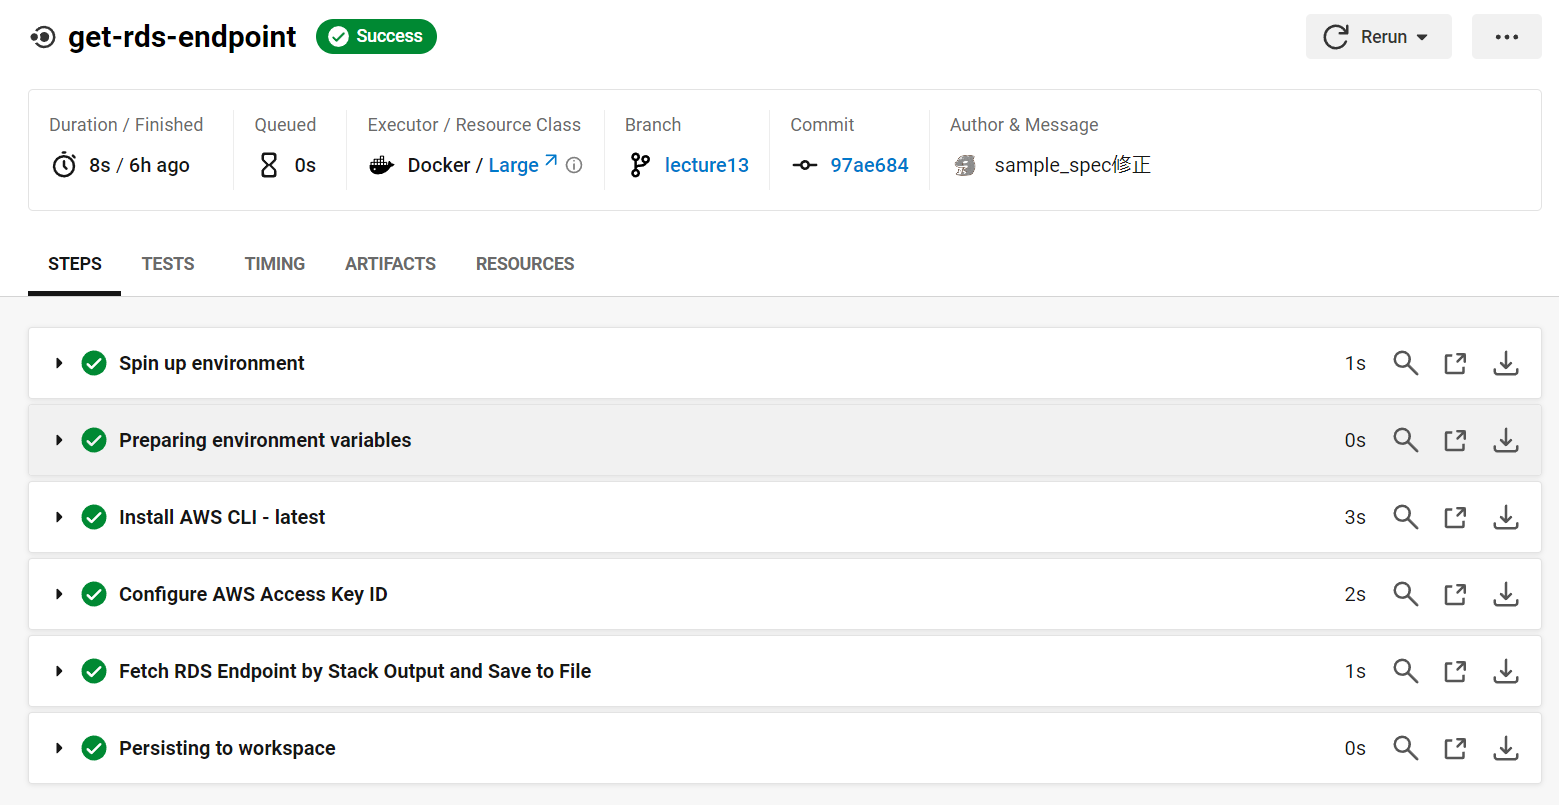 get-rds-endpoint Success Rerun
Duration / Finished Queued Executor / Resource Class Branch Commit Author & Message
8s / 6h ago 0s Docker / Large lecture13 97ae684 sample_spec修正
STEPS TESTS TIMING ARTIFACTS RESOURCES
Spin up environment 1s
Preparing environment variables 0s
Install AWS CLI - latest 3s
Configure AWS Access Key ID 2s
Fetch RDS Endpoint by Stack Output and Save to File 1s
Persisting to workspace 0s